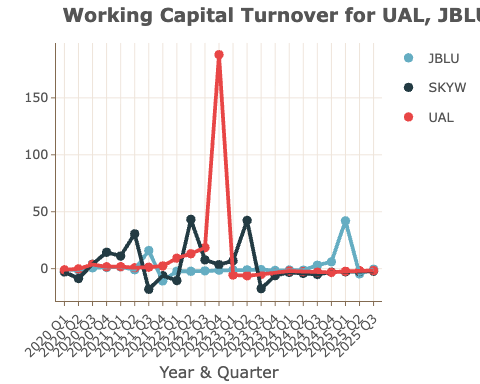 Working Capital Turnover for UAL, JBLU
JBLU
SKYW
UAL
150
100
50
0
2020 Q1
2020 Q2
2020 Q3
2020 Q4
2021 Q1
2021 Q2
2021 Q3
2021 Q4
2022 Q1
2022 Q2
2022 Q3
2022 Q4
2023 Q1
2023 Q2
2023 Q3
2023 Q4
2024 Q1
2024 Q2
2024 Q3
2024 Q4
2025 Q1
2025 Q2
2025 Q3
Year & Quarter